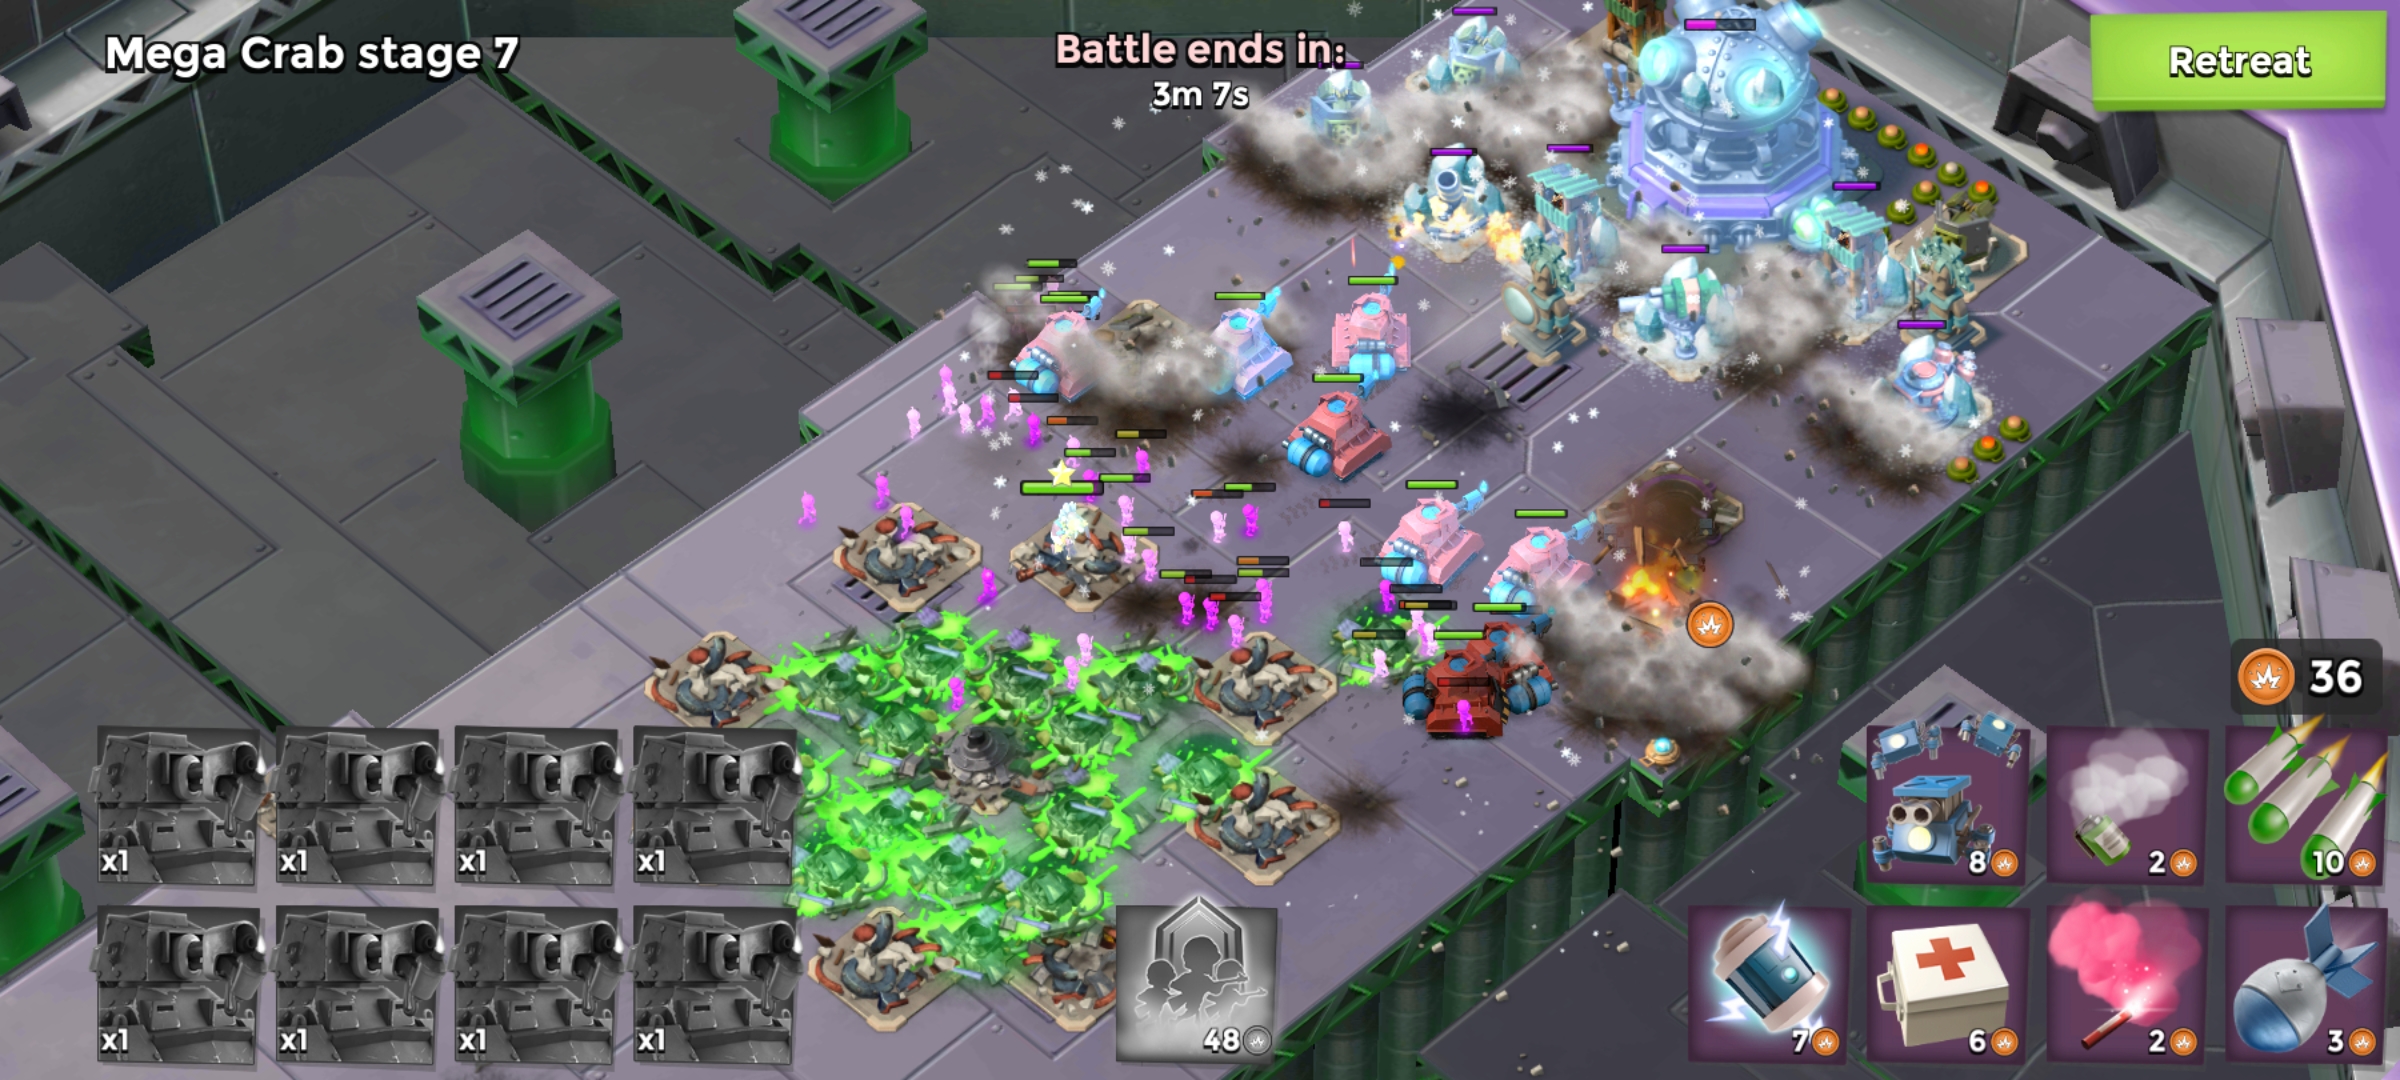 Mega Crab stage 7
Battle ends in:
3m 7s
Retreat
36
8
2
10
x1
x1
x1
x1
x1
x1
x1
x1
48
7
6
2
3